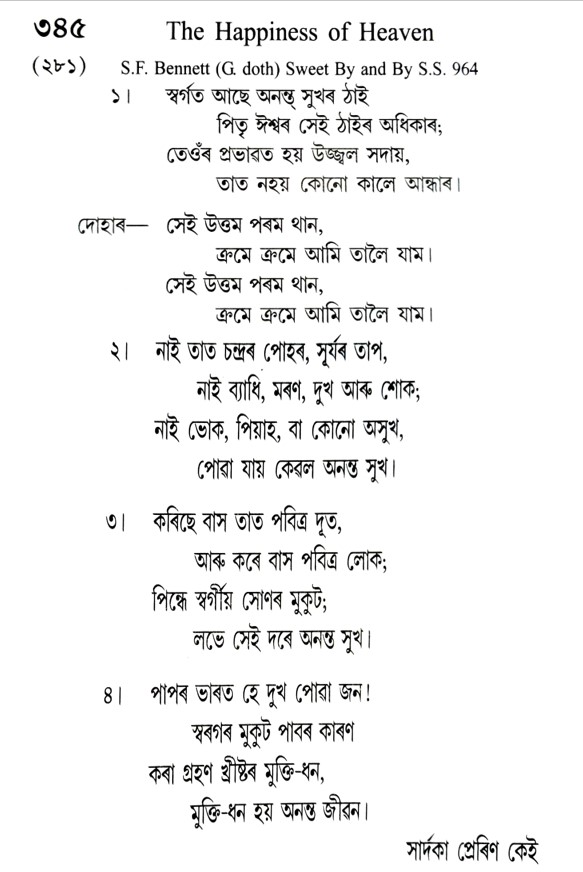 ৩৪৫ The Happiness of Heaven
(২৮১) S.F. Bennett (G. doth) Sweet By and By S.S. 964
১। স্বৰ্গত আছে অনন্ত্ সুখৰ ঠাই
পিতৃ ঈশ্বৰ সেই ঠাইৰ অধিকাৰ;
তেওঁৰ প্ৰভাৱত হয় উজ্জ্বল সদায়,
তাত নহয় কোনো কালে আন্ধাৰ।
দোহাৰ— সেই উত্তম পৰম থান,
ক্ৰমে ক্ৰমে আমি তালৈ যাম।
সেই উত্তম পৰম থান,
ক্ৰমে ক্ৰমে আমি তালৈ যাম।
২। নাই তাত চন্দ্ৰৰ পোহৰ, সূৰ্যৰ তাপ,
নাই ব্যাধি, মৰণ, দুখ আৰু শোক;
নাই ভোক, পিয়াহ, বা কোনো অসুখ,
পোৱা যায় কেৱল অনন্ত সুখ।
৩। কৰিছে বাস তাত পবিত্ৰ দূত,
আৰু কৰে বাস পবিত্ৰ লোক;
পিন্ধে স্বৰ্গীয় সোণৰ মুকুট;
লভে সেই দৰে অনন্ত সুখ।
৪। পাপৰ ভাৰত হে দুখ পোৱা জন!
স্বৰগৰ মুকুট পাবৰ কাৰণ
কৰা গ্ৰহণ খ্ৰীষ্টৰ মুক্তি-ধন,
মুক্তি-ধন হয় অনন্ত জীৱন।
সাৰ্দকা প্ৰেৰিণ কেই